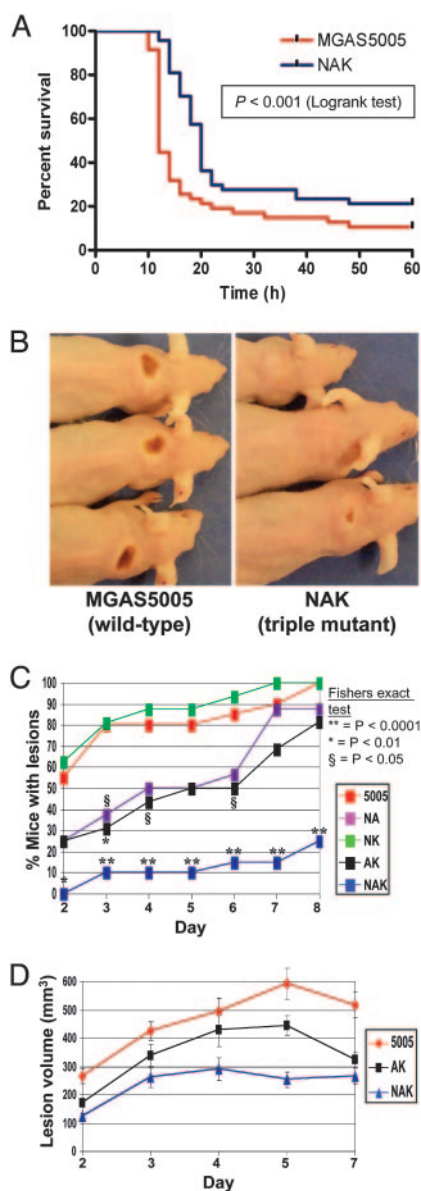 A
MGAS5005
NAK
P < 0.001 (Logrank test)
Percent survival
100
80
60
40
20
0
0 10 20 30 40 50 60
Time (h)
B
MGAS5005
(wild-type)
NAK
(triple mutant)
C
% Mice with lesions
100
90
80
70
60
50
40
30
20
10
0
2 3 4 5 6 7 8
Day
§ § §
* **
* ** ** ** ** ** **
Fishers exact
test
** = P < 0.0001
* = P < 0.01
§ = P < 0.05
5005
NA
NK
AK
NAK
D
Lesion volume (mm³)
600
500
400
300
200
100
0
2 3 4 5 7
Day
5005
AK
NAK